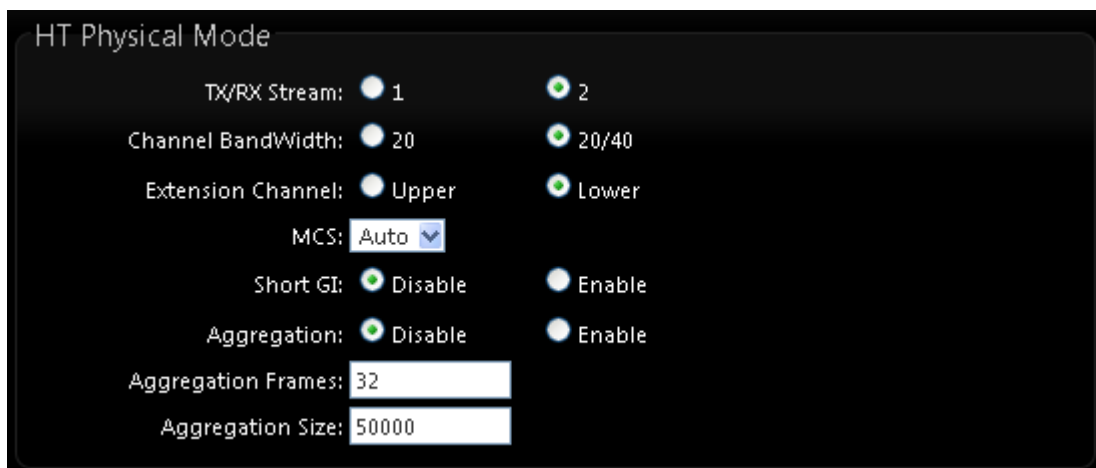 HT Physical Mode
TX/RX Stream: 1 2
Channel BandWidth: 20 20/40
Extension Channel: Upper Lower
MCS: Auto
Short GI: Disable Enable
Aggregation: Disable Enable
Aggregation Frames: 32
Aggregation Size: 50000